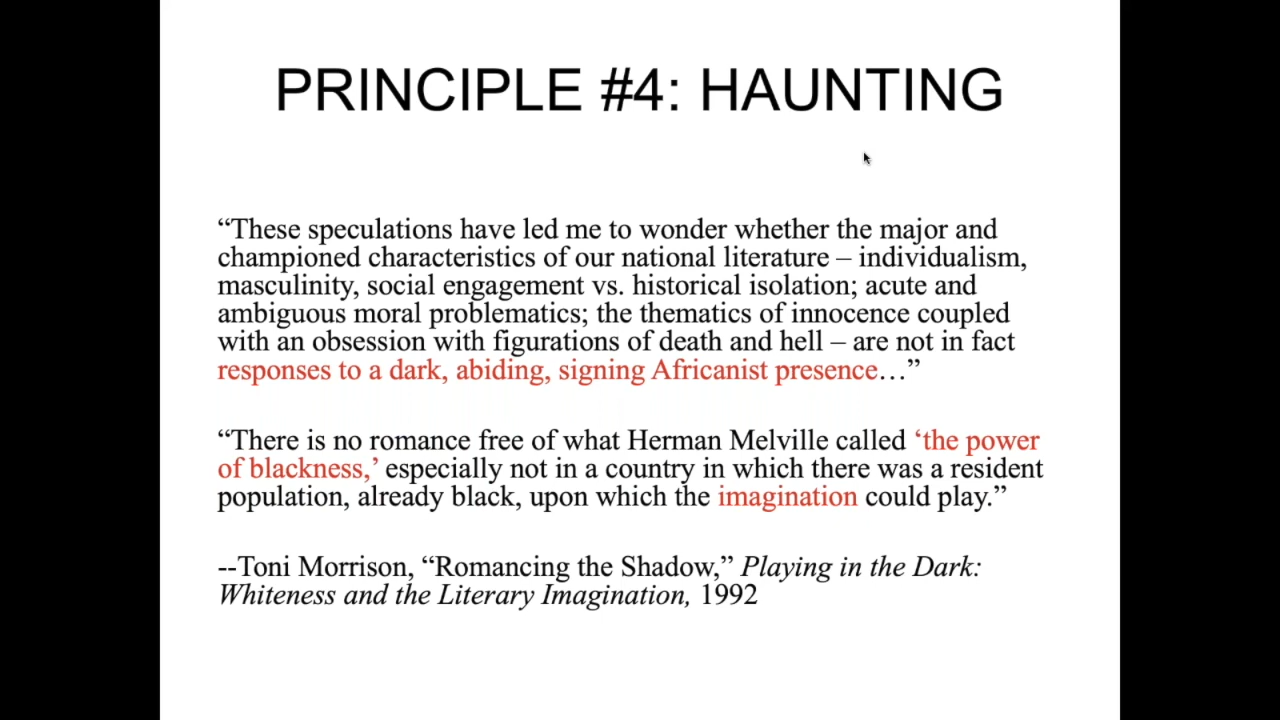 PRINCIPLE #4: HAUNTING
“These speculations have led me to wonder whether the major and
championed characteristics of our national literature – individualism,
masculinity, social engagement vs. historical isolation; acute and
ambiguous moral problematics; the thematics of innocence coupled
with an obsession with figurations of death and hell – are not in fact
responses to a dark, abiding, signing Africanist presence…”
“There is no romance free of what Herman Melville called ‘the power
of blackness,’ especially not in a country in which there was a resident
population, already black, upon which the imagination could play.”
--Toni Morrison, “Romancing the Shadow,” Playing in the Dark:
Whiteness and the Literary Imagination, 1992